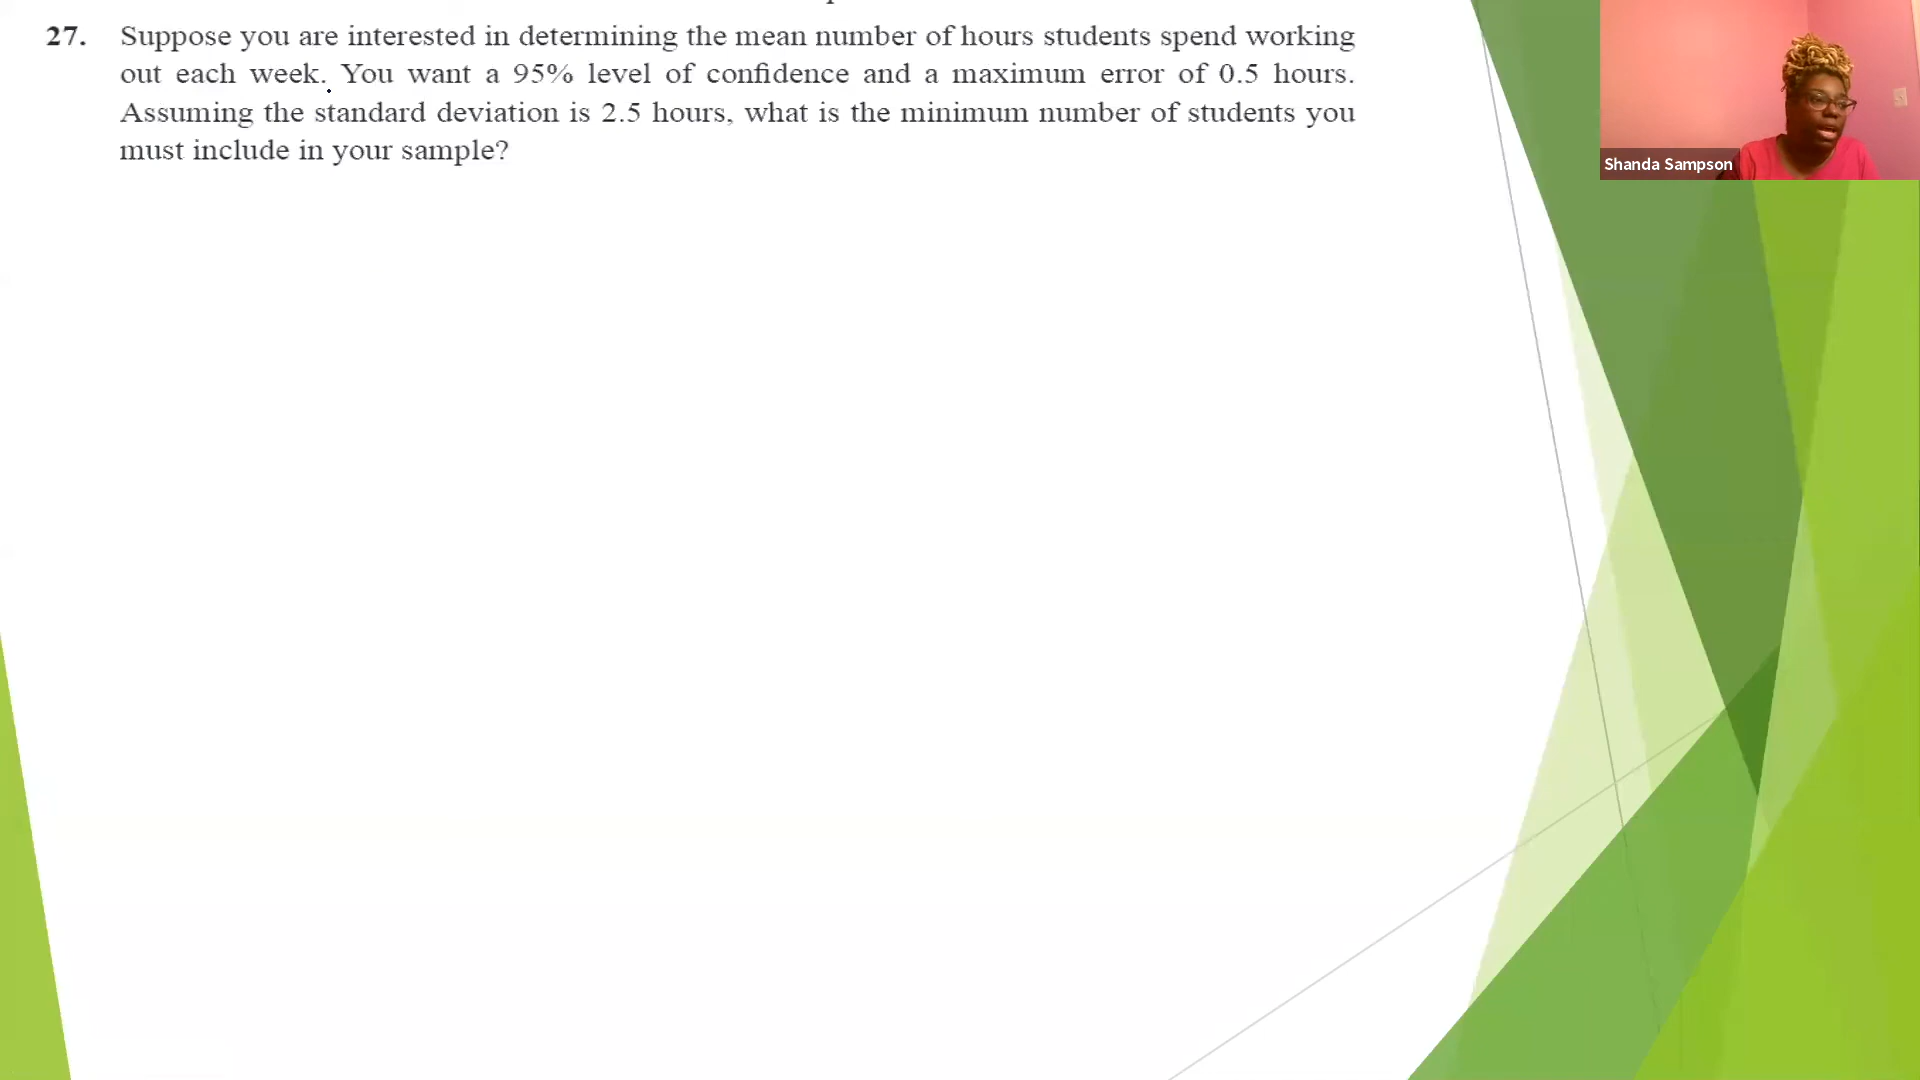 27. Suppose you are interested in determining the mean number of hours students spend working
out each week. You want a 95% level of confidence and a maximum error of 0.5 hours.
Assuming the standard deviation is 2.5 hours, what is the minimum number of students you
must include in your sample?
Shanda Sampson